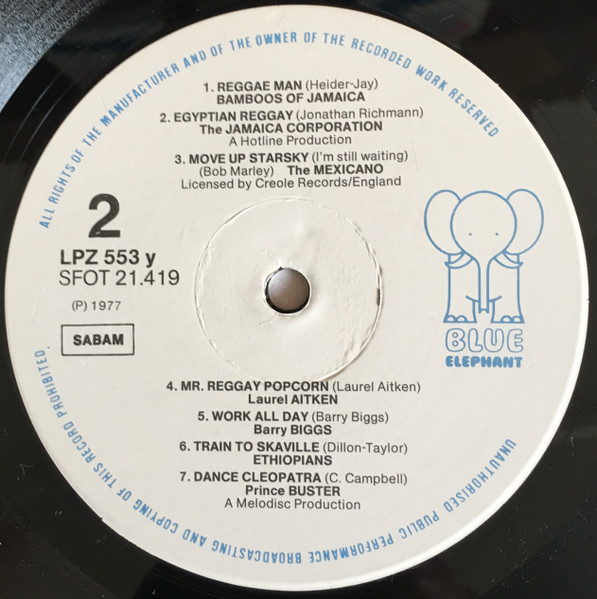 ALL RIGHTS OF THE MANUFACTURER AND OF THE OWNER OF THE RECORDED WORK RESERVED
1. REGGAE MAN (Heider-Jay)
BAMBOOS OF JAMAICA
2. EGYPTIAN REGGAY (Jonathan Richmann)
The JAMAICA CORPORATION
A Hotline Production
3. MOVE UP STARSKY (I'm still waiting)
(Bob Marley) The MEXICANO
Licensed by Creole Records/England
2
LPZ 553 y
SFOT 21.419
(P) 1977
SABAM
BLUE
ELEPHANT
4. MR. REGGAY POPCORN (Laurel Aitken)
Laurel AITKEN
5. WORK ALL DAY (Barry Biggs)
Barry BIGGS
6. TRAIN TO SKAVILLE (Dillon-Taylor)
ETHIOPIANS
7. DANCE CLEOPATRA (C. Campbell)
Prince BUSTER
A Melodisc Production
UNAUTHORISED PUBLIC PERFORMANCE BROADCASTING AND COPYING OF THIS RECORD PROHIBITED.